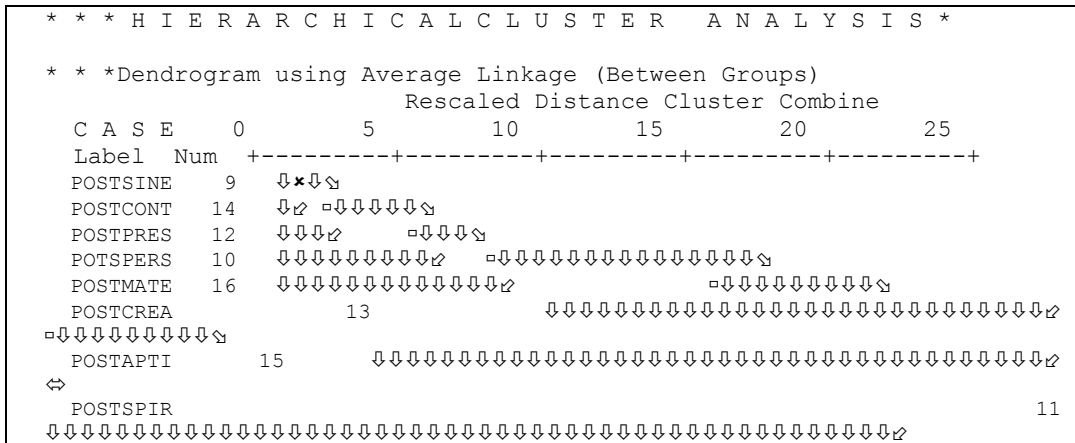 * * * H I E R A R C H I C A L C L U S T E R   A N A L Y S I S *
* * *Dendrogram using Average Linkage (Between Groups)
Rescaled Distance Cluster Combine
C A S E   0   5   10   15   20   25
Label  Num  +---------+---------+---------+---------+---------+
POSTSINE   9   ⇩×⇩⇘
POSTCONT  14   ⇩⇙ ▫⇩⇩⇩⇩⇩⇘
POSTPRES  12   ⇩⇩⇩⇙   ▫⇩⇩⇩⇘
POTSPERS  10   ⇩⇩⇩⇩⇩⇩⇩⇩⇩⇙   ▫⇩⇩⇩⇩⇩⇩⇩⇩⇩⇩⇩⇩⇩⇩⇩⇘
POSTMATE  16   ⇩⇩⇩⇩⇩⇩⇩⇩⇩⇩⇩⇩⇩⇙   ▫⇩⇩⇩⇩⇩⇩⇩⇩⇩⇘
POSTCREA   13   ⇩⇩⇩⇩⇩⇩⇩⇩⇩⇩⇩⇩⇩⇩⇩⇩⇩⇩⇩⇩⇩⇩⇩⇩⇩⇩⇩⇩⇩⇙
▫⇩⇩⇩⇩⇩⇩⇩⇩⇩⇘
POSTAPTI   15   ⇩⇩⇩⇩⇩⇩⇩⇩⇩⇩⇩⇩⇩⇩⇩⇩⇩⇩⇩⇩⇩⇩⇩⇩⇩⇩⇩⇩⇩⇩⇩⇩⇩⇩⇩⇩⇩⇩⇩⇙
⇔
POSTSPIR   11
⇩⇩⇩⇩⇩⇩⇩⇩⇩⇩⇩⇩⇩⇩⇩⇩⇩⇩⇩⇩⇩⇩⇩⇩⇩⇩⇩⇩⇩⇩⇩⇩⇩⇩⇩⇩⇩⇩⇩⇩⇩⇩⇩⇩⇩⇩⇩⇩⇩⇙